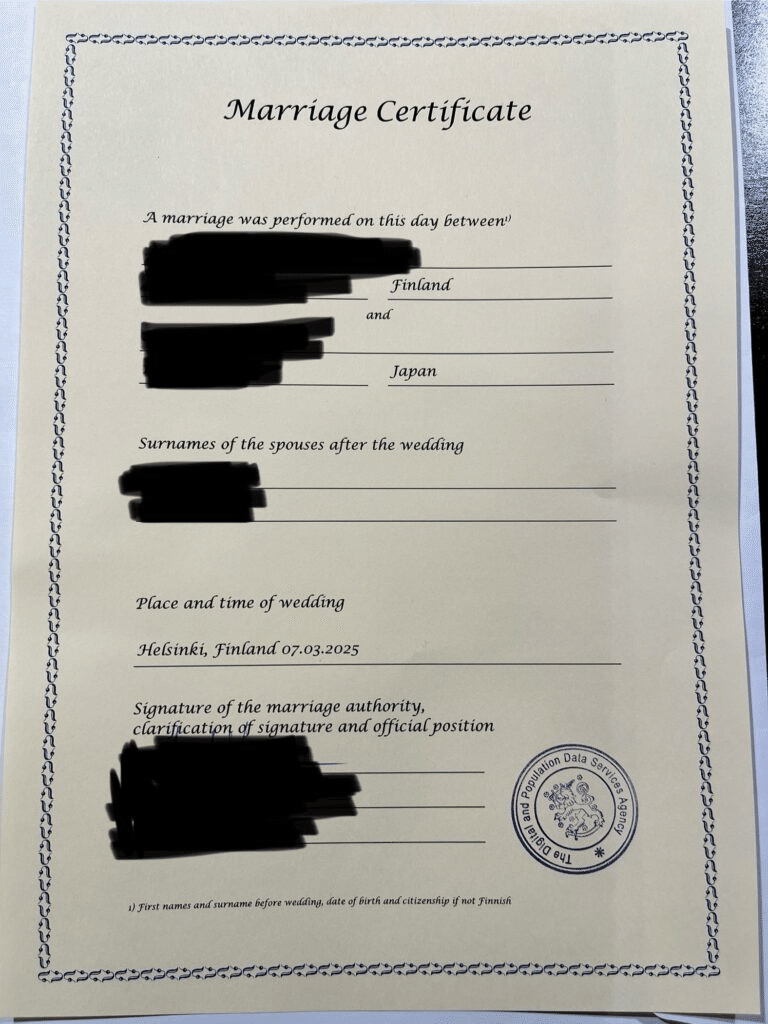 Marriage Certificate
A marriage was performed on this day between¹⁾
Finland
and
Japan
Surnames of the spouses after the wedding
Place and time of wedding
Helsinki, Finland 07.03.2025
Signature of the marriage authority,
clarification of signature and official position
The Digital and Population Data Services Agency
1) First names and surname before wedding, date of birth and citizenship if not Finnish